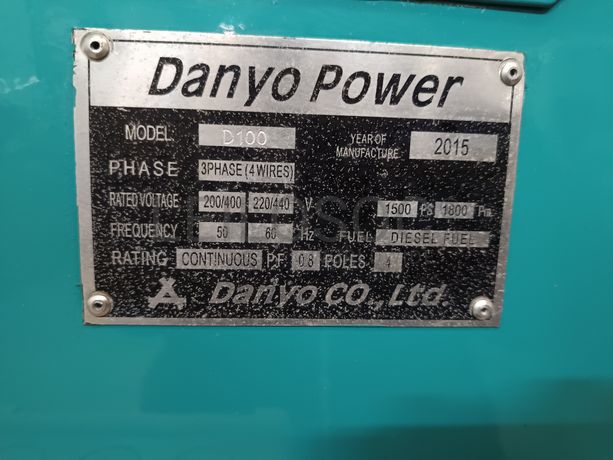 Danyo Power
MODEL: D100 YEAR OF MANUFACTURE 2015
PHASE 3PHASE (4 WIRES)
RATED VOLTAGE 200/400 220/440 V 1500 PS 1800
FREQUENCY 50 60 Hz FUEL DIESEL FUEL
RATING CONTINUOUS P.F 0.8 POLES 4
Danyo CO., Ltd.